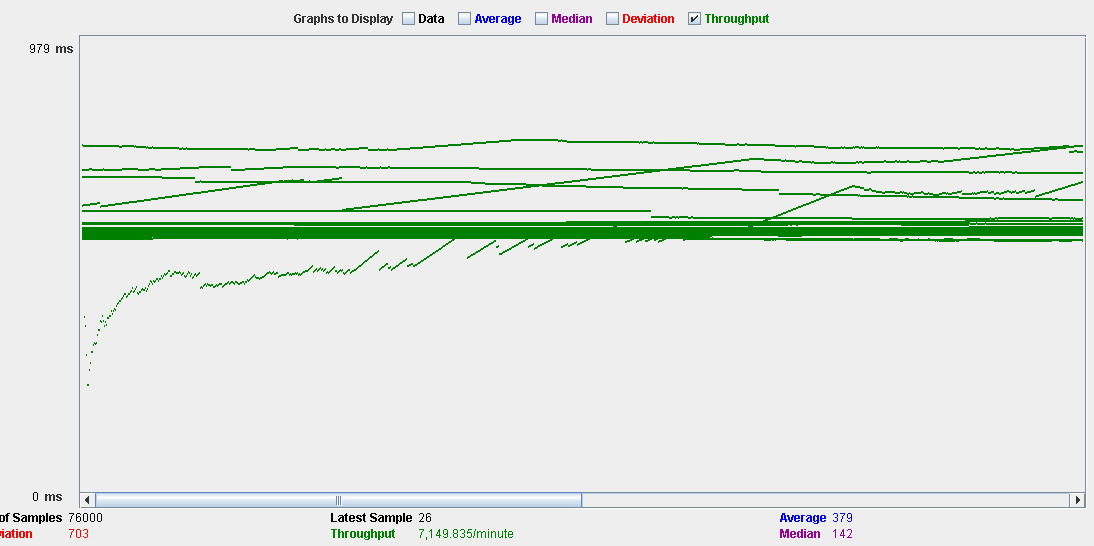 Graphs to Display Data Average Median Deviation Throughput
979 ms
0 ms
of Samples 76000 Latest Sample 26 Average 379
iation 703 Throughput 7,149.835/minute Median 142